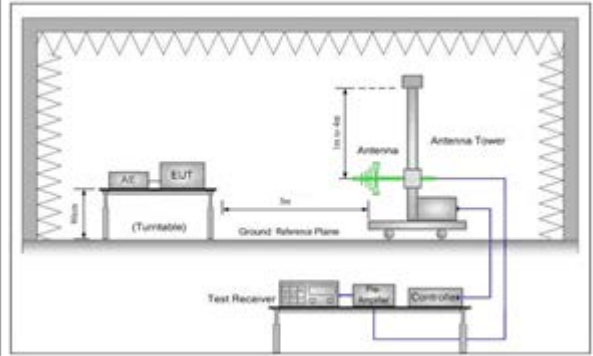 1m to 4m
Antenna
Antenna Tower
AE
EUT
80cm
(Turntable)
3m
Ground Reference Plane
Test Receiver
Pre-
Amplifier
Controller